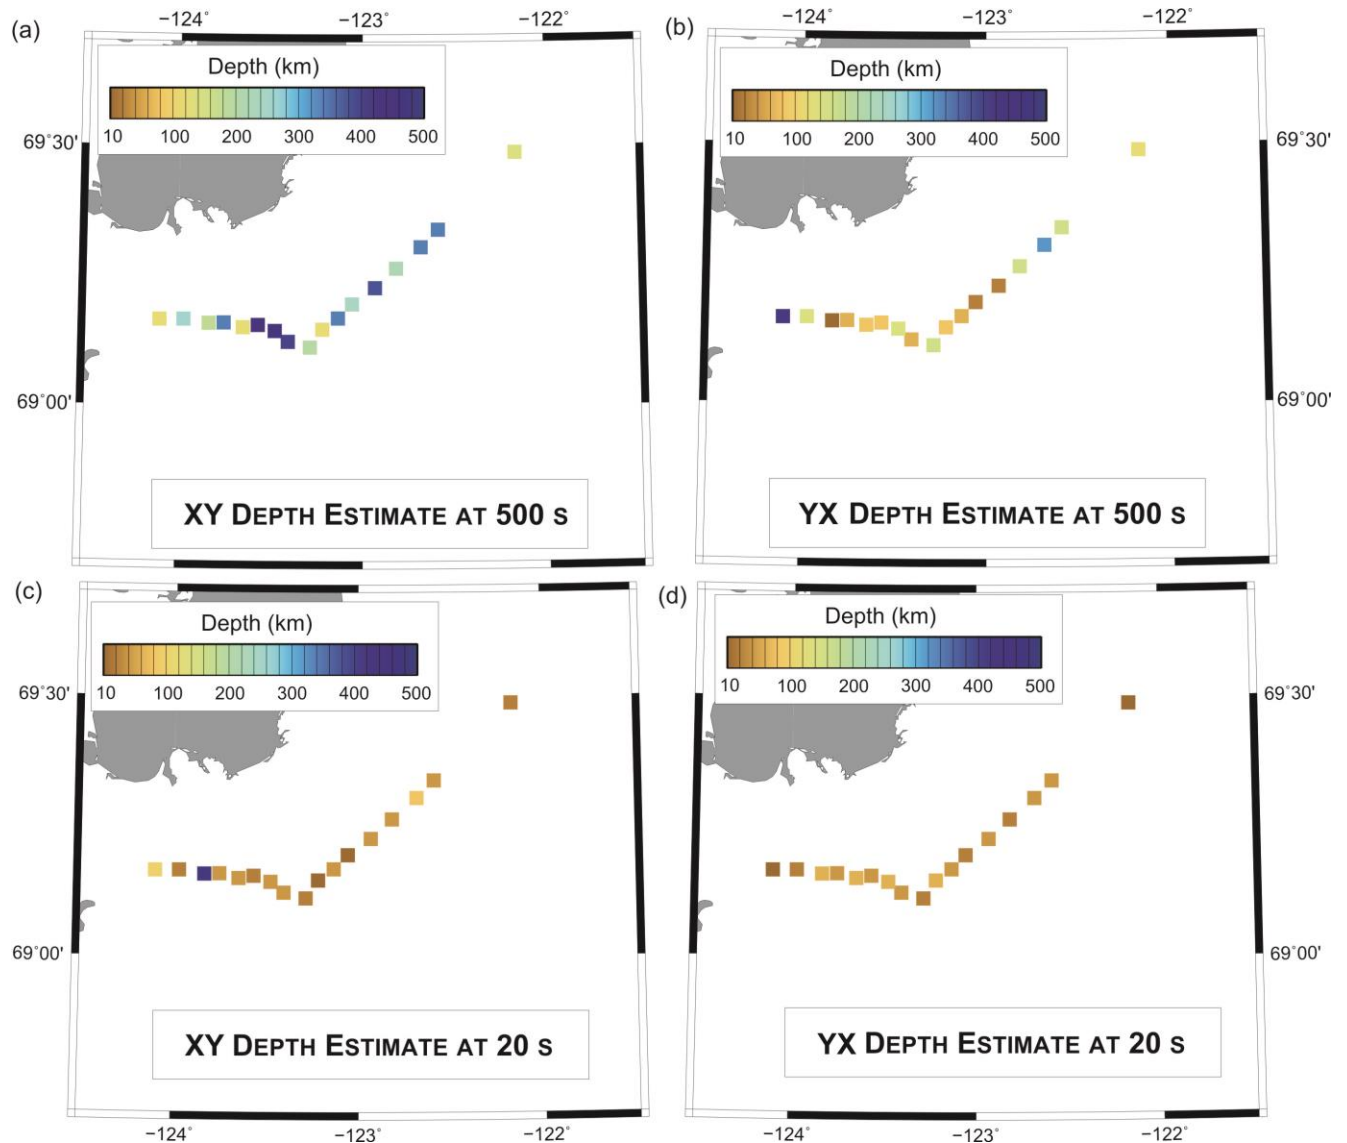 (a)
−124˚ −123˚ −122˚
Depth (km)
10 100 200 300 400 500
69˚30'
69˚00'
XY DEPTH ESTIMATE AT 500 S
(b)
−124˚ −123˚ −122˚
Depth (km)
10 100 200 300 400 500
69˚30'
69˚00'
YX DEPTH ESTIMATE AT 500 S
(c)
Depth (km)
10 100 200 300 400 500
69˚30'
69˚00'
XY DEPTH ESTIMATE AT 20 S
−124˚ −123˚ −122˚
(d)
Depth (km)
10 100 200 300 400 500
69˚30'
69˚00'
YX DEPTH ESTIMATE AT 20 S
−124˚ −123˚ −122˚